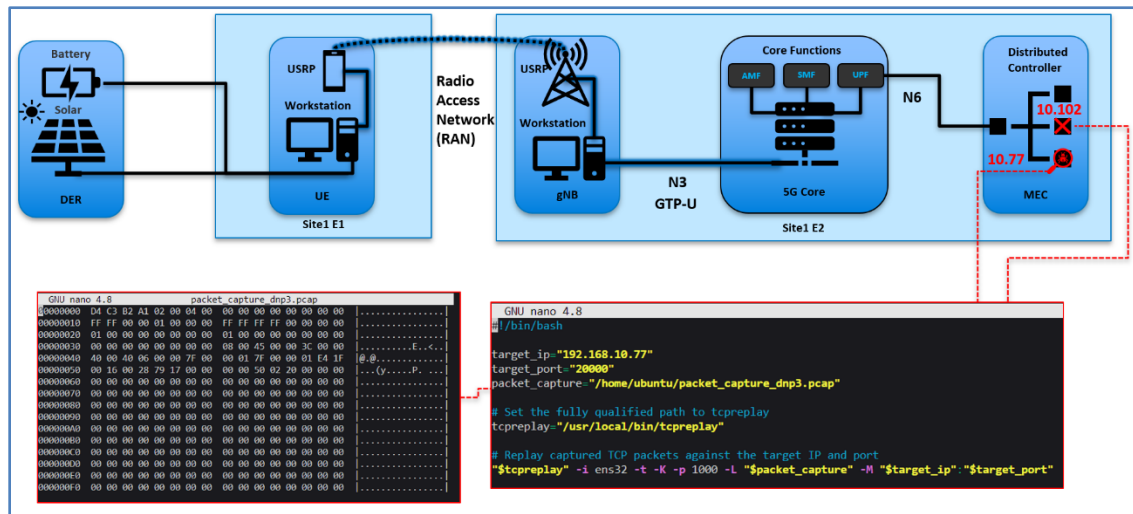 Battery
Solar
DER
USRP
Workstation
UE
Site1 E1
Radio
Access
Network
(RAN)
USRP
Workstation
gNB
N3
GTP-U
Core Functions
AMF
SMF
UPF
5G Core
Site1 E2
N6
Distributed
Controller
10.102
10.77
MEC
GNU nano 4.8 packet_capture_dnp3.pcap
00000000 D4 C3 B2 A1 02 00 04 00 00 00 00 00 00 00 00 00 |................|
00000010 FF FF 00 00 01 00 00 00 FF FF FF FF 00 00 00 00 |................|
00000020 01 00 00 00 00 00 00 00 01 00 00 00 00 00 00 00 |................|
00000030 00 00 00 00 00 00 00 00 08 00 45 00 00 3C 00 00 |..........E..<..|
00000040 40 00 40 06 00 00 7F 00 00 01 7F 00 00 01 E4 1F |@.@.............|
00000050 00 16 00 28 79 17 00 00 00 00 50 02 20 00 00 00 |...(y.....P. ...|
00000060 00 00 00 00 00 00 00 00 00 00 00 00 00 00 00 00 |................|
00000070 00 00 00 00 00 00 00 00 00 00 00 00 00 00 00 00 |................|
00000080 00 00 00 00 00 00 00 00 00 00 00 00 00 00 00 00 |................|
00000090 00 00 00 00 00 00 00 00 00 00 00 00 00 00 00 00 |................|
000000A0 00 00 00 00 00 00 00 00 00 00 00 00 00 00 00 00 |................|
000000B0 00 00 00 00 00 00 00 00 00 00 00 00 00 00 00 00 |................|
000000C0 00 00 00 00 00 00 00 00 00 00 00 00 00 00 00 00 |................|
000000D0 00 00 00 00 00 00 00 00 00 00 00 00 00 00 00 00 |................|
000000E0 00 00 00 00 00 00 00 00 00 00 00 00 00 00 00 00 |................|
000000F0 00 00 00 00 00 00 00 00 00 00 00 00 00 00 00 00 |................|
GNU nano 4.8
#!/bin/bash
target_ip="192.168.10.77"
target_port="20000"
packet_capture="/home/ubuntu/packet_capture_dnp3.pcap"
# Set the fully qualified path to tcpreplay
tcpreplay="/usr/local/bin/tcpreplay"
# Replay captured TCP packets against the target IP and port
"$tcpreplay" -i ens32 -t -K -p 1000 -L "$packet_capture" -M "$target_ip":"$target_port"